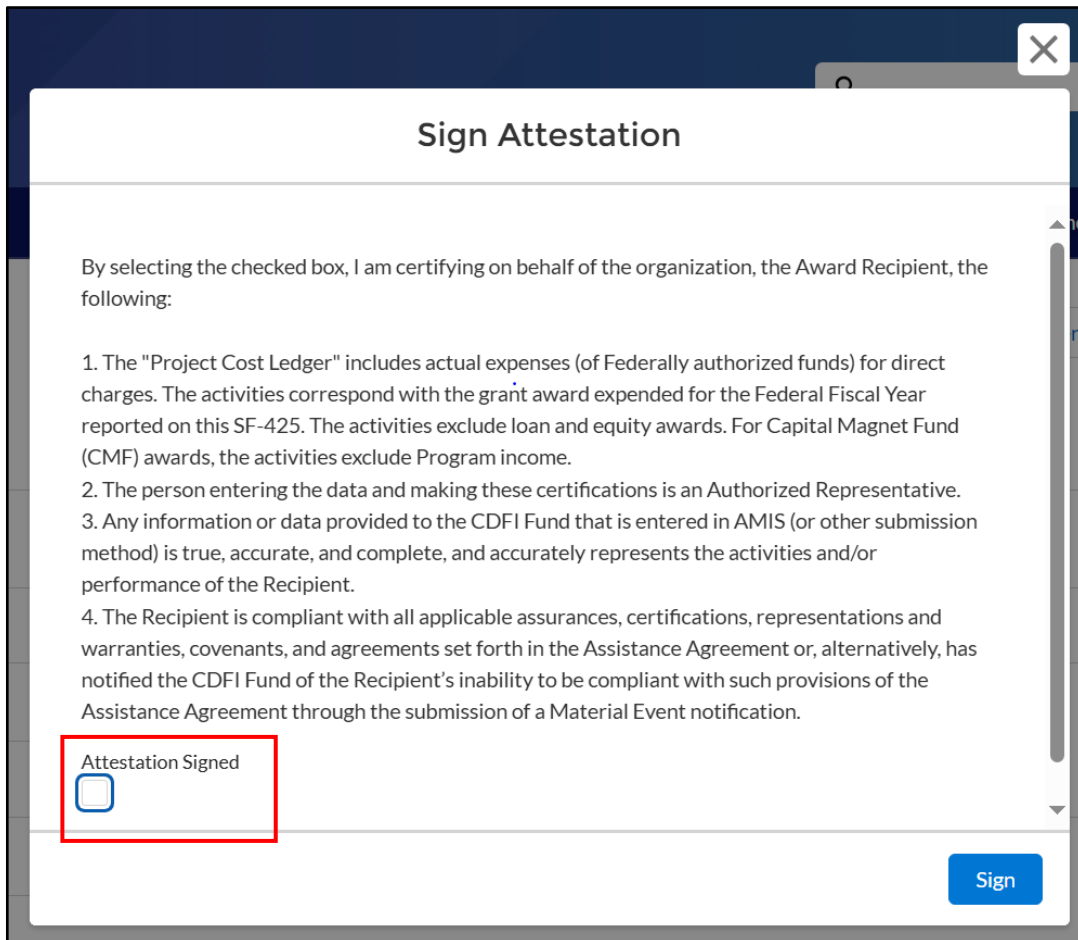 Sign Attestation
By selecting the checked box, I am certifying on behalf of the organization, the Award Recipient, the
following:
1. The "Project Cost Ledger" includes actual expenses (of Federally authorized funds) for direct
charges. The activities correspond with the grant award expended for the Federal Fiscal Year
reported on this SF-425. The activities exclude loan and equity awards. For Capital Magnet Fund
(CMF) awards, the activities exclude Program income.
2. The person entering the data and making these certifications is an Authorized Representative.
3. Any information or data provided to the CDFI Fund that is entered in AMIS (or other submission
method) is true, accurate, and complete, and accurately represents the activities and/or
performance of the Recipient.
4. The Recipient is compliant with all applicable assurances, certifications, representations and
warranties, covenants, and agreements set forth in the Assistance Agreement or, alternatively, has
notified the CDFI Fund of the Recipient’s inability to be compliant with such provisions of the
Assistance Agreement through the submission of a Material Event notification.
Attestation Signed
Sign